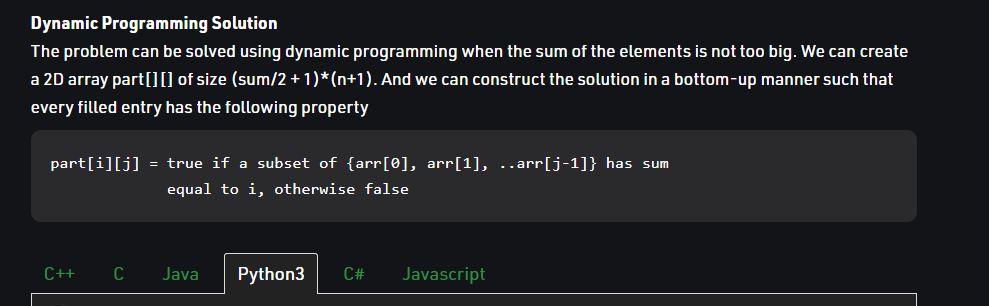 Dynamic Programming Solution
The problem can be solved using dynamic programming when the sum of the elements is not too big. We can create
a 2D array part[][] of size (sum/2 + 1)*(n+1). And we can construct the solution in a bottom-up manner such that
every filled entry has the following property
part[i][j] = true if a subset of {arr[0], arr[1], ..arr[j-1]} has sum
equal to i, otherwise false
C++ C Java Python3 C# Javascript